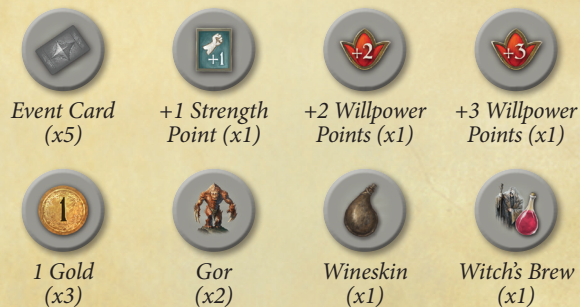 +1
+2
+3
Event Card
(x5)
+1 Strength
Point (x1)
+2 Willpower
Points (x1)
+3 Willpower
Points (x1)
1
1 Gold
(x3)
Gor
(x2)
Wineskin
(x1)
Witch's Brew
(x1)